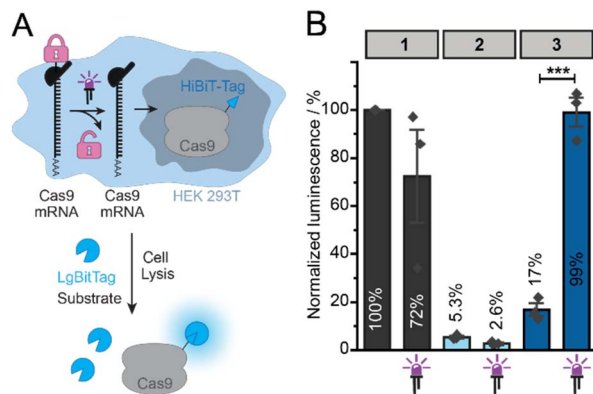 A
HiBiT-Tag
Cas9
HEK 293T
Cas9
mRNA
Cas9
mRNA
LgBitTag
Substrate
Cell
Lysis
Cas9
B
1
2
3
***
Normalized luminescence / %
100
80
60
40
20
0
100%
72%
5.3%
2.6%
17%
99%